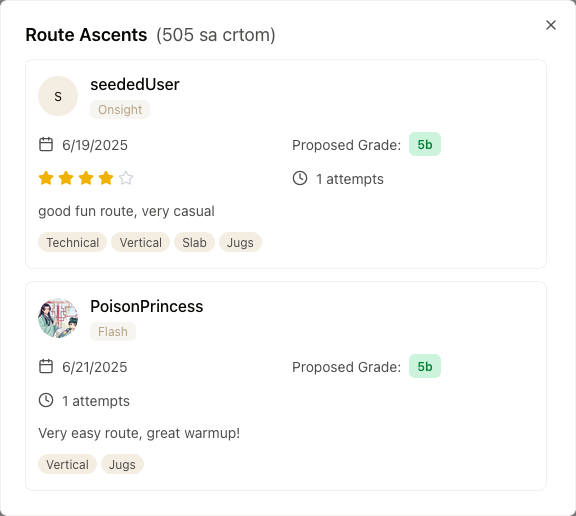 Route Ascents (505 sa crtom)
S
seededUser
Onsight
6/19/2025
Proposed Grade: 5b
1 attempts
good fun route, very casual
Technical Vertical Slab Jugs
PoisonPrincess
Flash
6/21/2025
Proposed Grade: 5b
1 attempts
Very easy route, great warmup!
Vertical Jugs